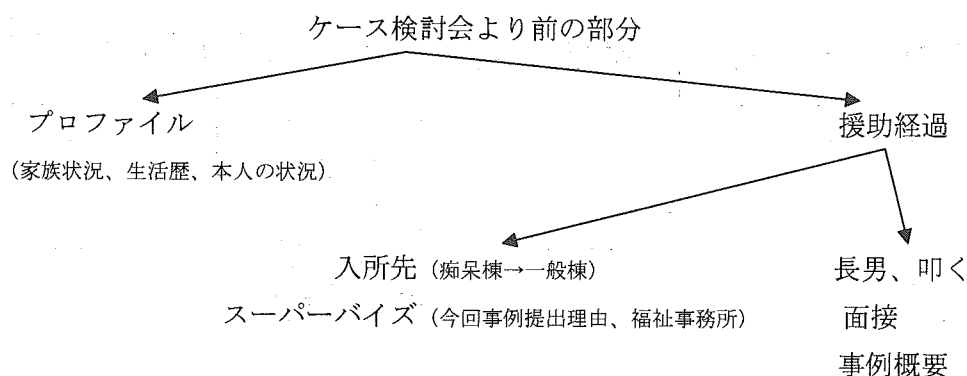 ケース検討会より前の部分
プロファイル
援助経過
(家族状況、生活歴、本人の状況)
入所先 (痴呆棟→一般棟)
長男、叩く
スーパーバイズ (今回事例提出理由、福祉事務所)
面接
事例概要